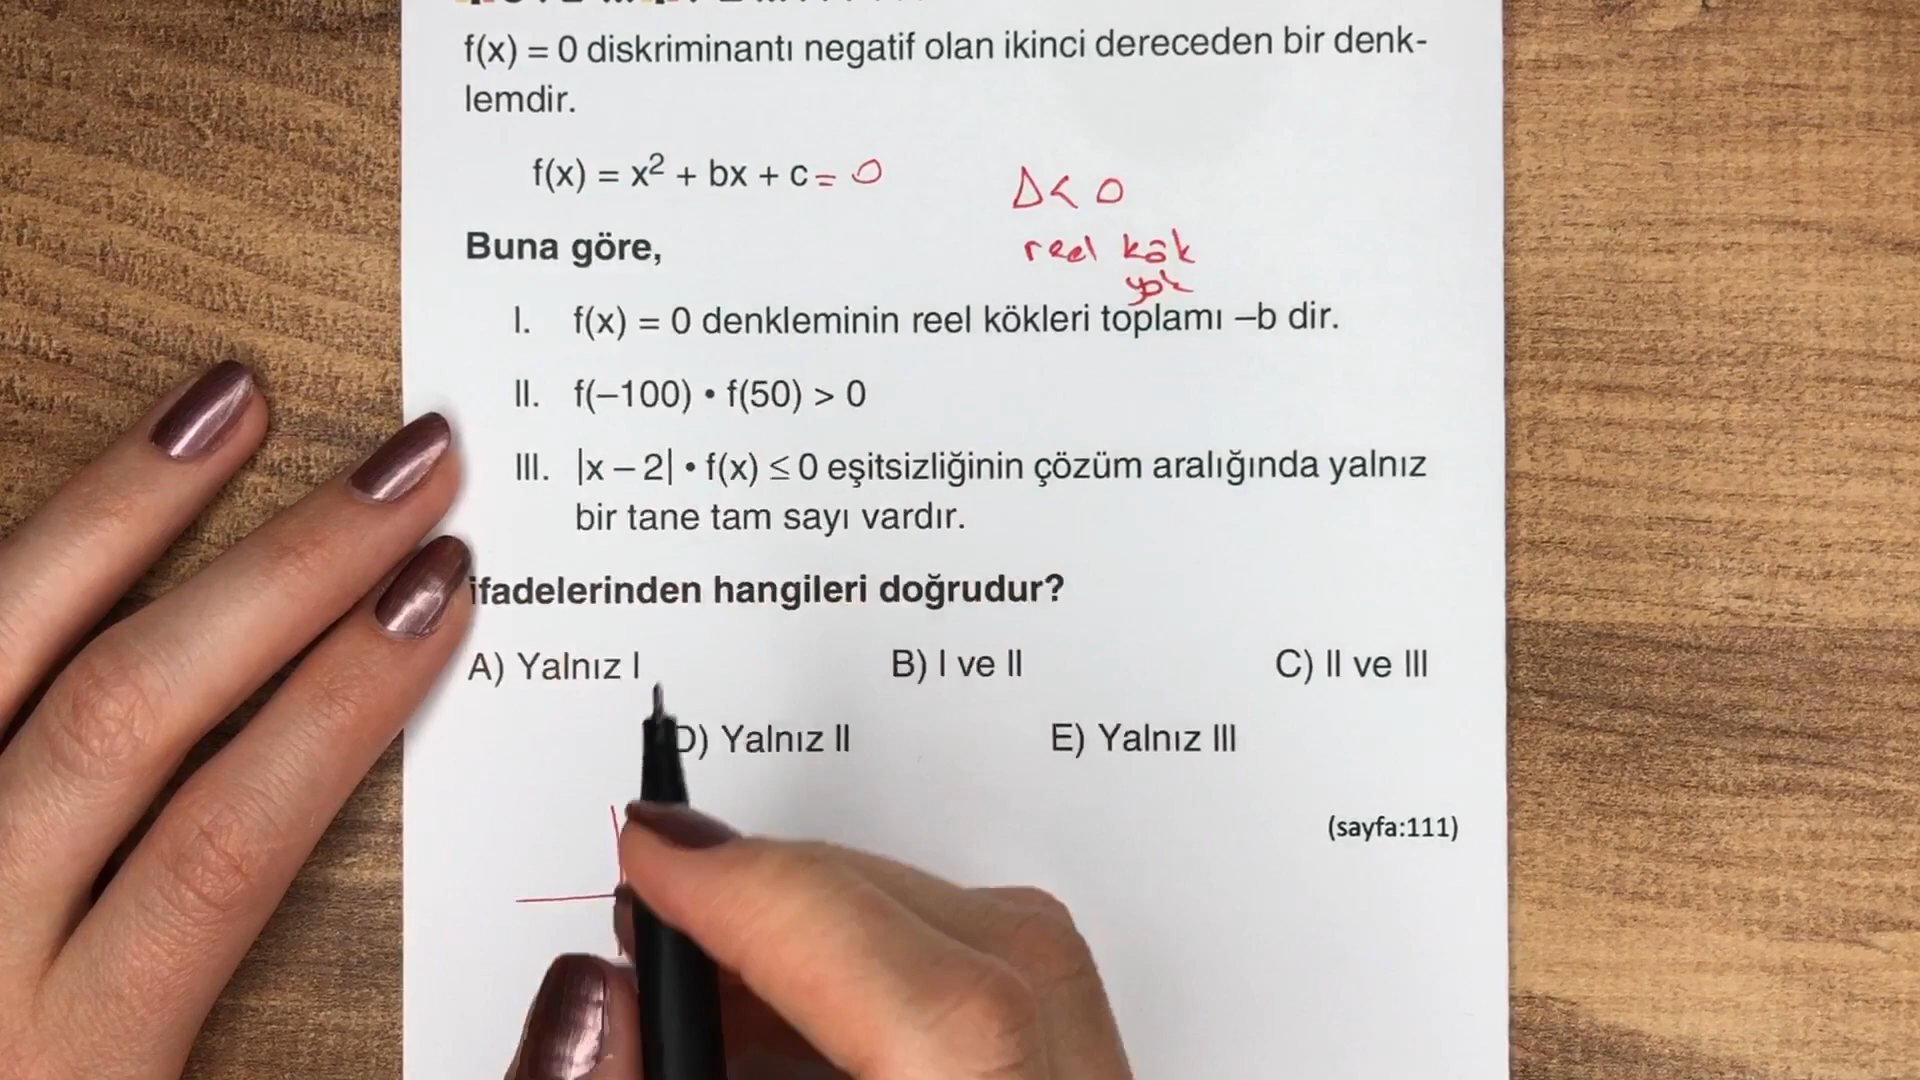 f(x) = 0 diskriminantı negatif olan ikinci dereceden bir denk-
lemdir.
f(x) = x² + bx + c = 0
Δ < 0
Buna göre,
reel kök
yok
I. f(x) = 0 denkleminin reel kökleri toplamı –b dir.
II. f(–100) • f(50) > 0
III. |x – 2| • f(x) ≤ 0 eşitsizliğinin çözüm aralığında yalnız
bir tane tam sayı vardır.
ifadelerinden hangileri doğrudur?
A) Yalnız I B) I ve II C) II ve III
D) Yalnız II E) Yalnız III
(sayfa:111)